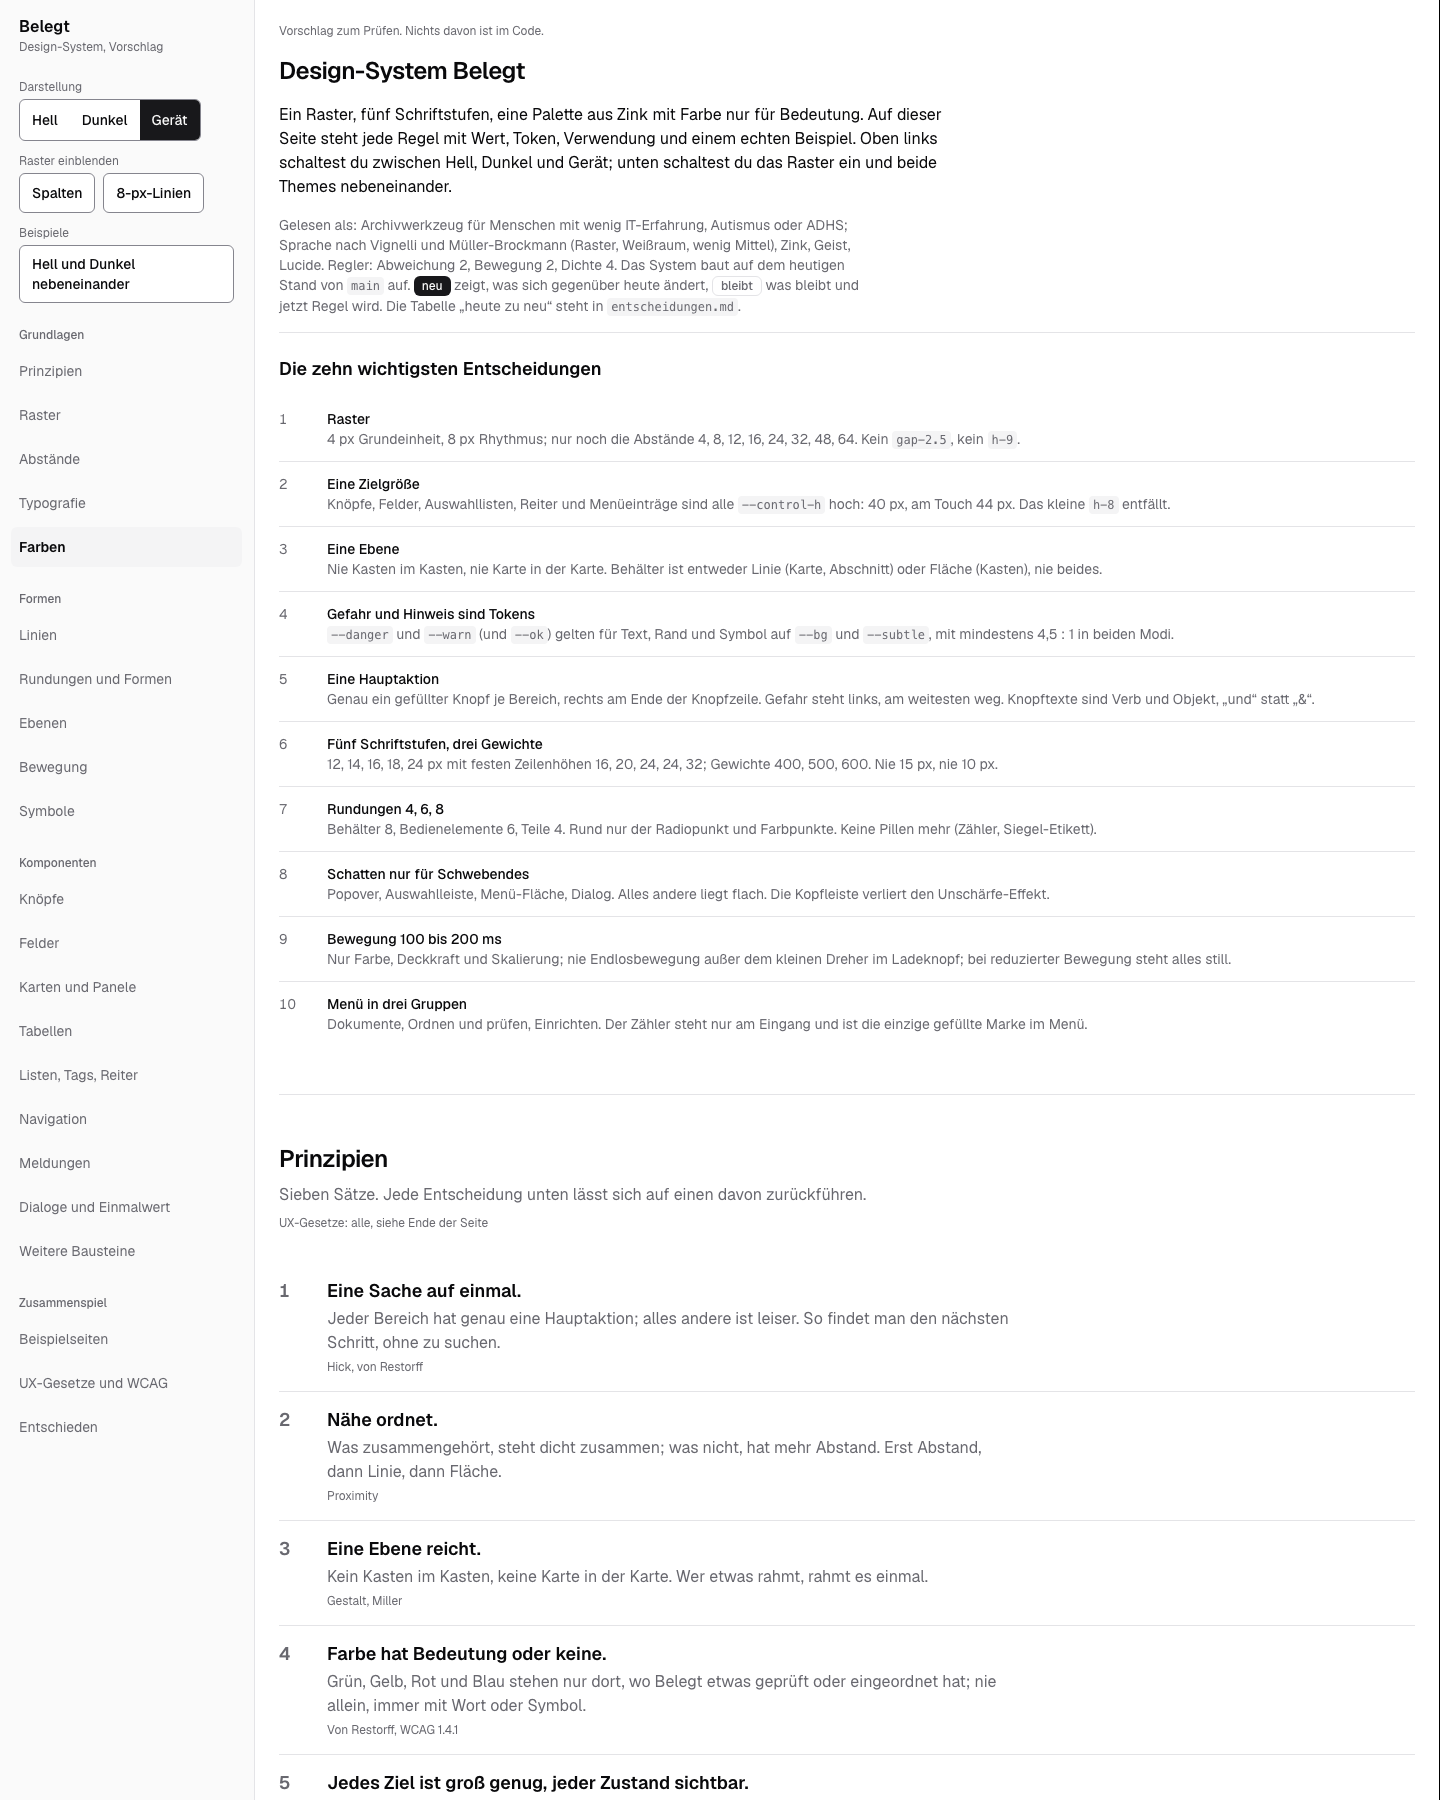 Belegt
Design-System, Vorschlag
Darstellung
Hell
Dunkel
Gerät
Raster einblenden
Spalten
8-px-Linien
Beispiele
Hell und Dunkel
nebeneinander
Grundlagen
Prinzipien
Raster
Abstände
Typografie
Farben
Formen
Linien
Rundungen und Formen
Ebenen
Bewegung
Symbole
Komponenten
Knöpfe
Felder
Karten und Panele
Tabellen
Listen, Tags, Reiter
Navigation
Meldungen
Dialoge und Einmalwert
Weitere Bausteine
Zusammenspiel
Beispielseiten
UX-Gesetze und WCAG
Entschieden
Vorschlag zum Prüfen. Nichts davon ist im Code.
Design-System Belegt
Ein Raster, fünf Schriftstufen, eine Palette aus Zink mit Farbe nur für Bedeutung. Auf dieser
Seite steht jede Regel mit Wert, Token, Verwendung und einem echten Beispiel. Oben links
schaltest du zwischen Hell, Dunkel und Gerät; unten schaltest du das Raster ein und beide
Themes nebeneinander.
Gelesen als: Archivwerkzeug für Menschen mit wenig IT-Erfahrung, Autismus oder ADHS;
Sprache nach Vignelli und Müller-Brockmann (Raster, Weißraum, wenig Mittel), Zink, Geist,
Lucide. Regler: Abweichung 2, Bewegung 2, Dichte 4. Das System baut auf dem heutigen
Stand von main auf. neu zeigt, was sich gegenüber heute ändert, bleibt was bleibt und
jetzt Regel wird. Die Tabelle „heute zu neu“ steht in entscheidungen.md.
Die zehn wichtigsten Entscheidungen
1 Raster
4 px Grundeinheit, 8 px Rhythmus; nur noch die Abstände 4, 8, 12, 16, 24, 32, 48, 64. Kein gap-2.5, kein h-9.
2 Eine Zielgröße
Knöpfe, Felder, Auswahllisten, Reiter und Menüeinträge sind alle --control-h hoch: 40 px, am Touch 44 px. Das kleine h-8 entfällt.
3 Eine Ebene
Nie Kasten im Kasten, nie Karte in der Karte. Behälter ist entweder Linie (Karte, Abschnitt) oder Fläche (Kasten), nie beides.
4 Gefahr und Hinweis sind Tokens
--danger und --warn (und --ok) gelten für Text, Rand und Symbol auf --bg und --subtle, mit mindestens 4,5 : 1 in beiden Modi.
5 Eine Hauptaktion
Genau ein gefüllter Knopf je Bereich, rechts am Ende der Knopfzeile. Gefahr steht links, am weitesten weg. Knopftexte sind Verb und Objekt, „und“ statt „&“.
6 Fünf Schriftstufen, drei Gewichte
12, 14, 16, 18, 24 px mit festen Zeilenhöhen 16, 20, 24, 24, 32; Gewichte 400, 500, 600. Nie 15 px, nie 10 px.
7 Rundungen 4, 6, 8
Behälter 8, Bedienelemente 6, Teile 4. Rund nur der Radiopunkt und Farbpunkte. Keine Pillen mehr (Zähler, Siegel-Etikett).
8 Schatten nur für Schwebendes
Popover, Auswahlleiste, Menü-Fläche, Dialog. Alles andere liegt flach. Die Kopfleiste verliert den Unschärfe-Effekt.
9 Bewegung 100 bis 200 ms
Nur Farbe, Deckkraft und Skalierung; nie Endlosbewegung außer dem kleinen Dreher im Ladeknopf; bei reduzierter Bewegung steht alles still.
10 Menü in drei Gruppen
Dokumente, Ordnen und prüfen, Einrichten. Der Zähler steht nur am Eingang und ist die einzige gefüllte Marke im Menü.
Prinzipien
Sieben Sätze. Jede Entscheidung unten lässt sich auf einen davon zurückführen.
UX-Gesetze: alle, siehe Ende der Seite
1 Eine Sache auf einmal.
Jeder Bereich hat genau eine Hauptaktion; alles andere ist leiser. So findet man den nächsten
Schritt, ohne zu suchen.
Hick, von Restorff
2 Nähe ordnet.
Was zusammengehört, steht dicht zusammen; was nicht, hat mehr Abstand. Erst Abstand,
dann Linie, dann Fläche.
Proximity
3 Eine Ebene reicht.
Kein Kasten im Kasten, keine Karte in der Karte. Wer etwas rahmt, rahmt es einmal.
Gestalt, Miller
4 Farbe hat Bedeutung oder keine.
Grün, Gelb, Rot und Blau stehen nur dort, wo Belegt etwas geprüft oder eingeordnet hat; nie
allein, immer mit Wort oder Symbol.
Von Restorff, WCAG 1.4.1
5 Jedes Ziel ist groß genug, jeder Zustand sichtbar.